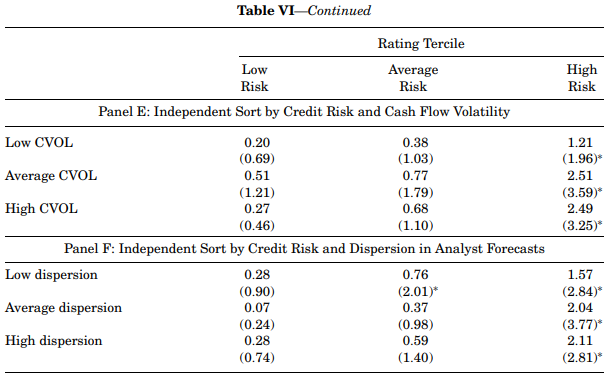 Table VI—Continued
Rating Tercile
Low Average High
Risk Risk Risk
Panel E: Independent Sort by Credit Risk and Cash Flow Volatility
Low CVOL 0.20 0.38 1.21
(0.69) (1.03) (1.96)*
Average CVOL 0.51 0.77 2.51
(1.21) (1.79) (3.59)*
High CVOL 0.27 0.68 2.49
(0.46) (1.10) (3.25)*
Panel F: Independent Sort by Credit Risk and Dispersion in Analyst Forecasts
Low dispersion 0.28 0.76 1.57
(0.90) (2.01)* (2.84)*
Average dispersion 0.07 0.37 2.04
(0.24) (0.98) (3.77)*
High dispersion 0.28 0.59 2.11
(0.74) (1.40) (2.81)*